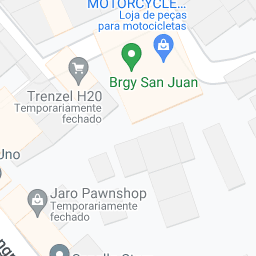 MOTORCYCLE...
Loja de peças
para motocicletas
Brgy San Juan
Trenzel H20
Temporariamente
fechado
Uno
Jaro Pawnshop
Temporariamente
fechado